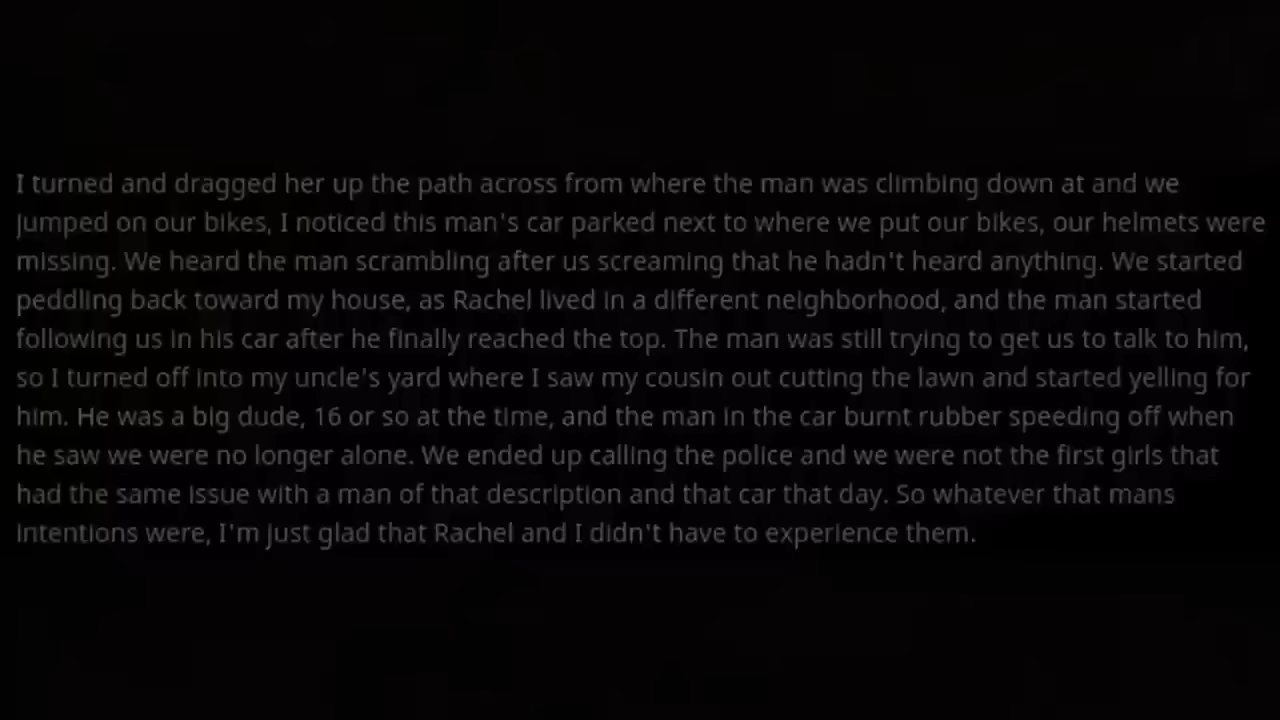 I turned and dragged her up the path across from where the man was climbing down at and we
jumped on our bikes, I noticed this man's car parked next to where we put our bikes, our helmets were
missing. We heard the man scrambling after us screaming that he hadn't heard anything. We started
peddling back toward my house, as Rachel lived in a different neighborhood, and the man started
following us in his car after he finally reached the top. The man was still trying to get us to talk to him,
so I turned off into my uncle's yard where I saw my cousin out cutting the lawn and started yelling for
him. He was a big dude, 16 or so at the time, and the man in the car burnt rubber speeding off when
he saw we were no longer alone. We ended up calling the police and we were not the first girls that
had the same issue with a man of that description and that car that day. So whatever that mans
intentions were, I'm just glad that Rachel and I didn't have to experience them.